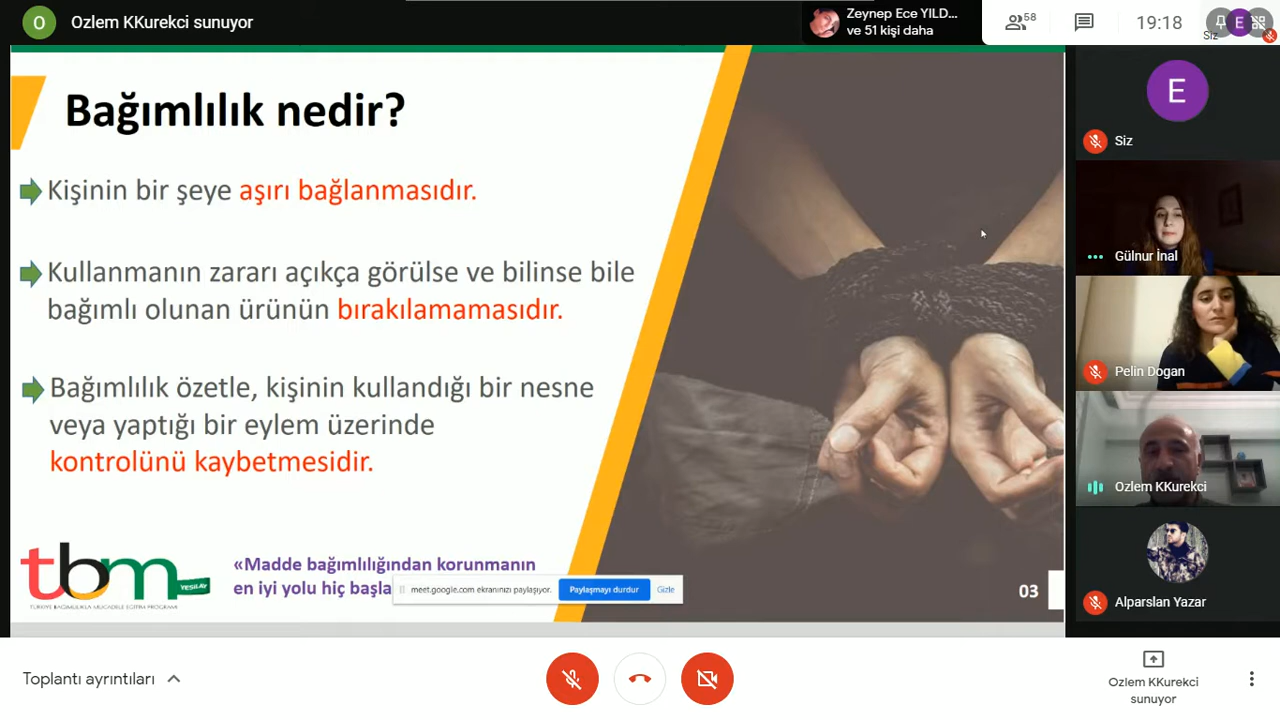 O
Ozlem KKurekci sunuyor
Zeynep Ece YILD...
ve 51 kişi daha
58
19:18
E
Siz
Bağımlılık nedir?
Kişinin bir şeye aşırı bağlanmasıdır.
Kullanmanın zararı açıkça görülse ve bilinse bile
bağımlı olunan ürünün bırakılamamasıdır.
Bağımlılık özetle, kişinin kullandığı bir nesne
veya yaptığı bir eylem üzerinde
kontrolünü kaybetmesidir.
tbm
YEŞİLAY
TÜRKİYE BAĞIMLILIKLA MÜCADELE EĞİTİM PROGRAMI
«Madde bağımlılığından korunmanın
en iyi yolu hiç başla
meet.google.com ekranınızı paylaşıyor.
Paylaşmayı durdur
Gizle
03
E
Siz
Gülnur İnal
Pelin Dogan
Ozlem KKurekci
Alparslan Yazar
Toplantı ayrıntıları
Ozlem KKurekci
sunuyor